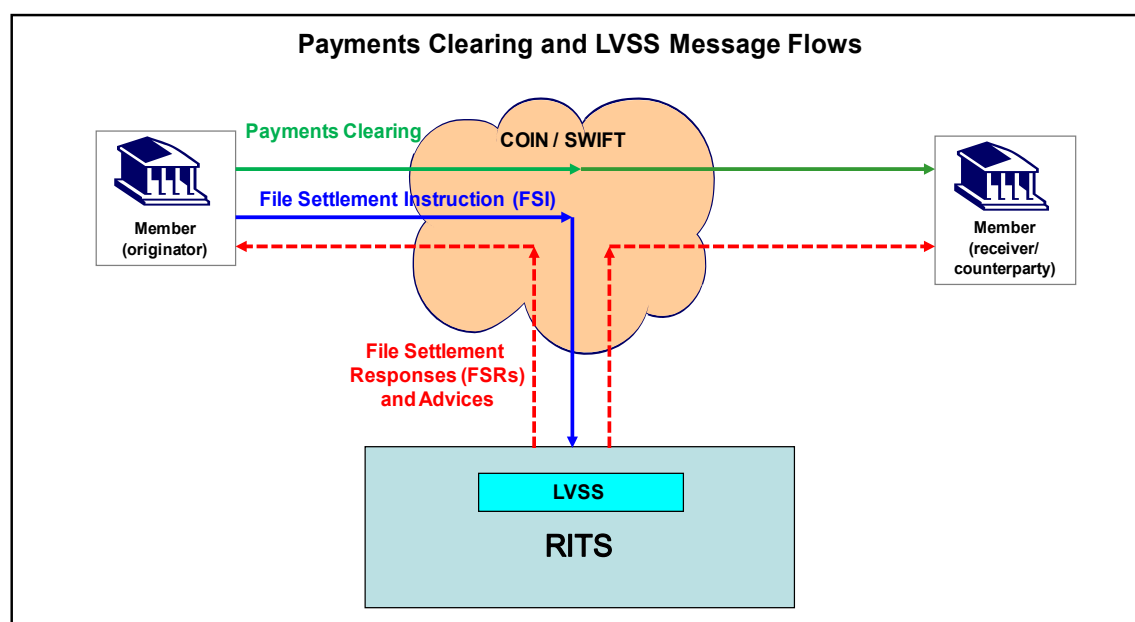 Payments Clearing and LVSS Message Flows
Payments Clearing
COIN / SWIFT
File Settlement Instruction (FSI)
Member
(originator)
Member
(receiver/
counterparty)
File Settlement
Responses (FSRs)
and Advices
LVSS
RITS